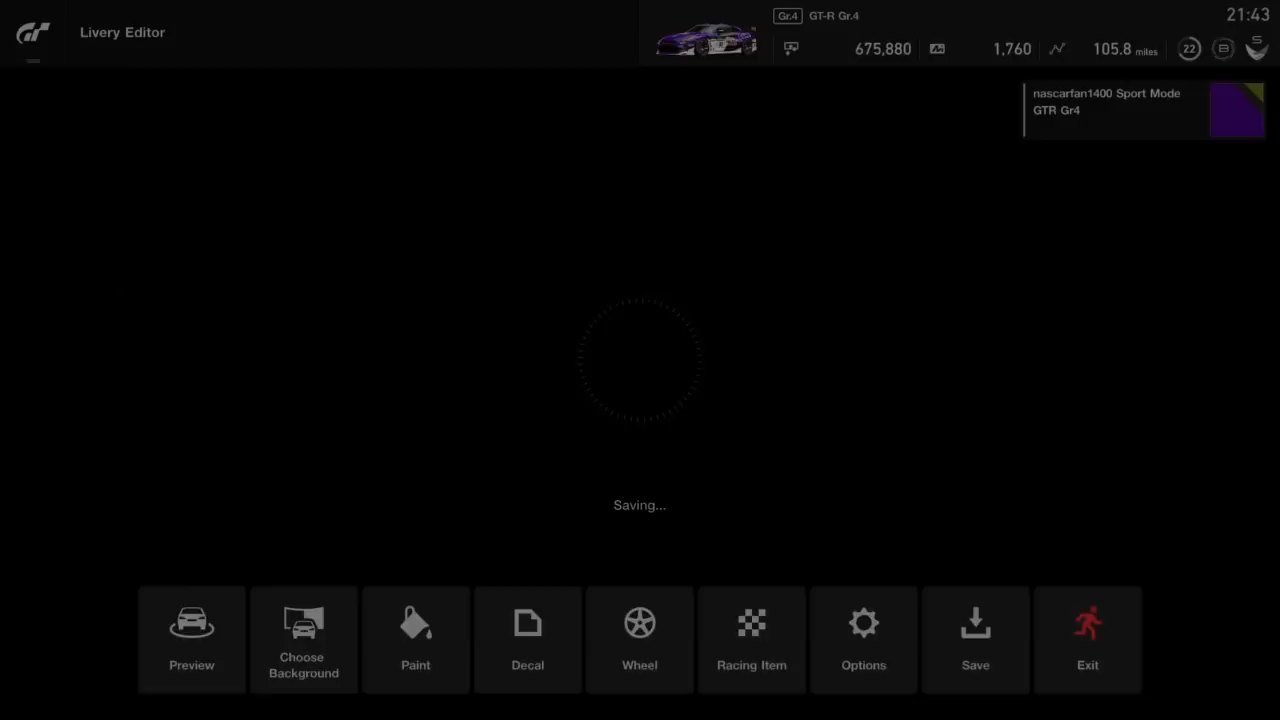 Livery Editor
Gr.4 GT-R Gr.4
21:43
675,880
1,760
105.8 miles
22
B
S
nascarfan1400 Sport Mode
GTR Gr4
Saving...
Preview
Choose
Background
Paint
Decal
Wheel
Racing Item
Options
Save
Exit